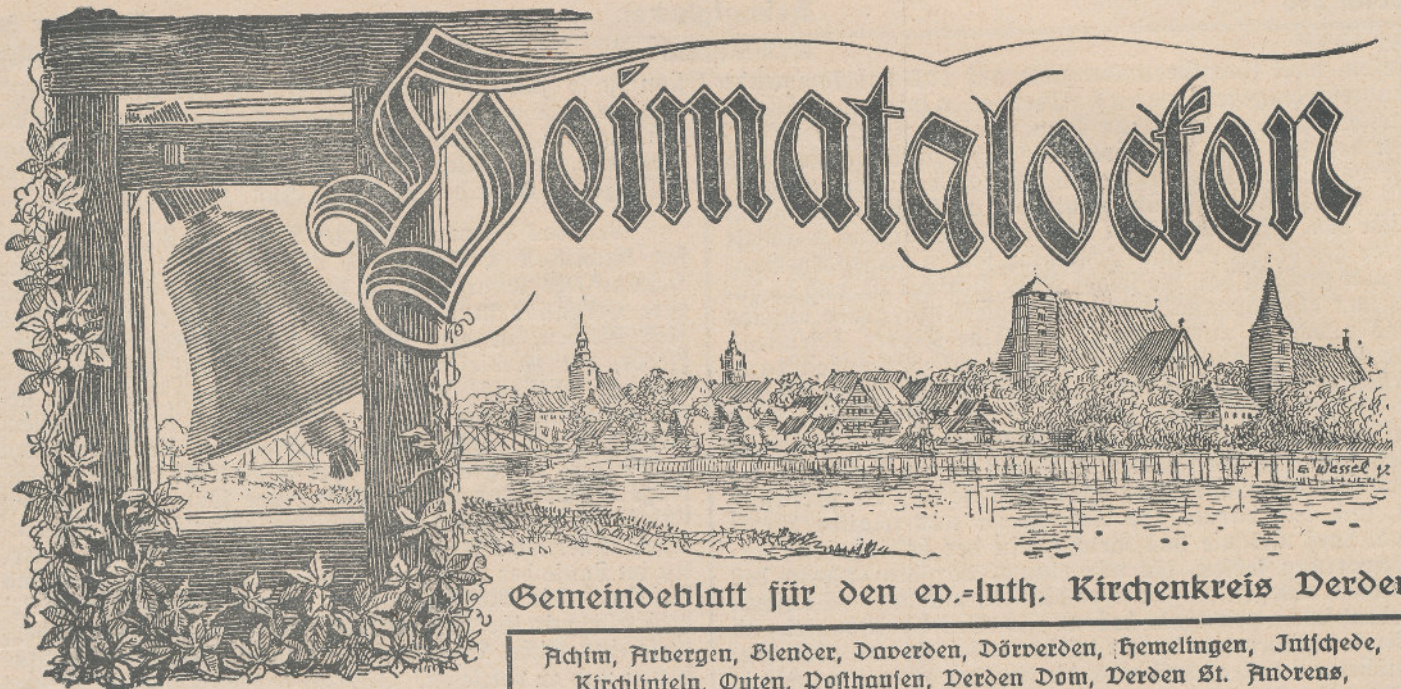 Heimatglocken
G. Wessel
Gemeindeblatt für den ev.=luth. Kirchenkreis Verden
Achim, Arbergen, Blender, Daverden, Dörverden, Hemelingen, Intschede,
Kirchlinteln, Oyten, Posthausen, Verden Dom, Verden St. Andreas,